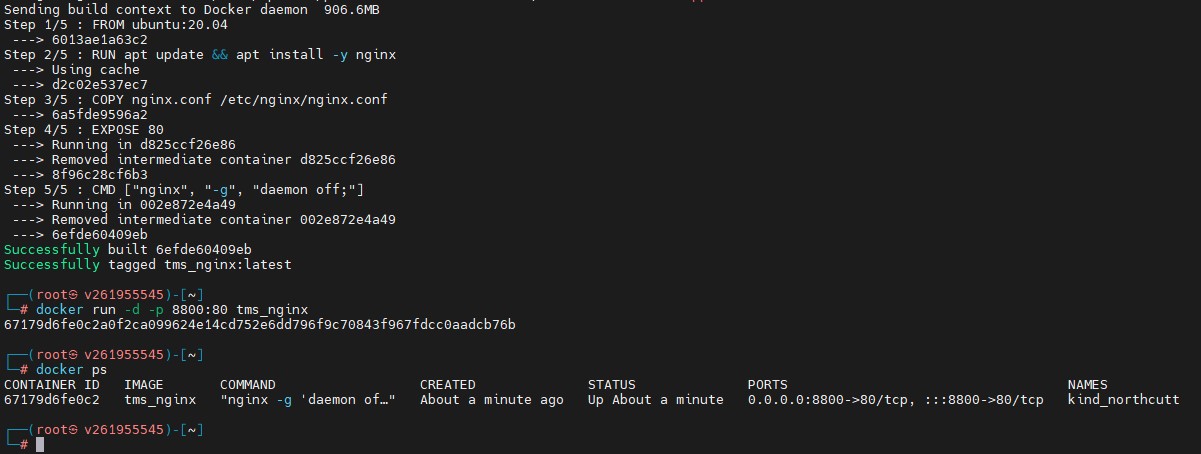 Sending build context to Docker daemon  906.6MB
Step 1/5 : FROM ubuntu:20.04
 ---> 6013ae1a63c2
Step 2/5 : RUN apt update && apt install -y nginx
 ---> Using cache
 ---> d2c02e537ec7
Step 3/5 : COPY nginx.conf /etc/nginx/nginx.conf
 ---> 6a5fde9596a2
Step 4/5 : EXPOSE 80
 ---> Running in d825ccf26e86
 ---> Removed intermediate container d825ccf26e86
 ---> 8f96c28cf6b3
Step 5/5 : CMD ["nginx", "-g", "daemon off;"]
 ---> Running in 002e872e4a49
 ---> Removed intermediate container 002e872e4a49
 ---> 6efde60409eb
Successfully built 6efde60409eb
Successfully tagged tms_nginx:latest
┌──(root㉿ v261955545)-[~]
└─# docker run -d -p 8800:80 tms_nginx
67179d6fe0c2a0f2ca099624e14cd752e6dd796f9c70843f967fdcc0aadcb76b
┌──(root㉿ v261955545)-[~]
└─# docker ps
CONTAINER ID   IMAGE       COMMAND                  CREATED              STATUS              PORTS                                   NAMES
67179d6fe0c2   tms_nginx   "nginx -g 'daemon of…"   About a minute ago   Up About a minute   0.0.0.0:8800->80/tcp, :::8800->80/tcp   kind_northcutt
┌──(root㉿ v261955545)-[~]
└─#